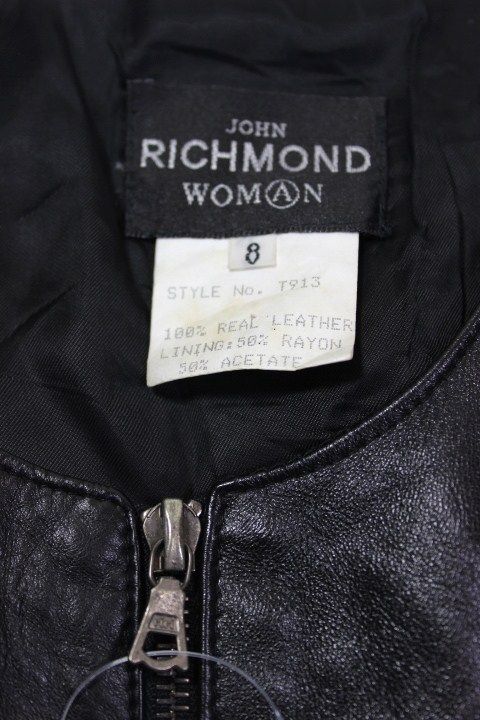 JOHN
RICHMOND
WOMAN
8
STYLE No. T913
100% REAL LEATHER
LINING:50% RAYON
50% ACETATE